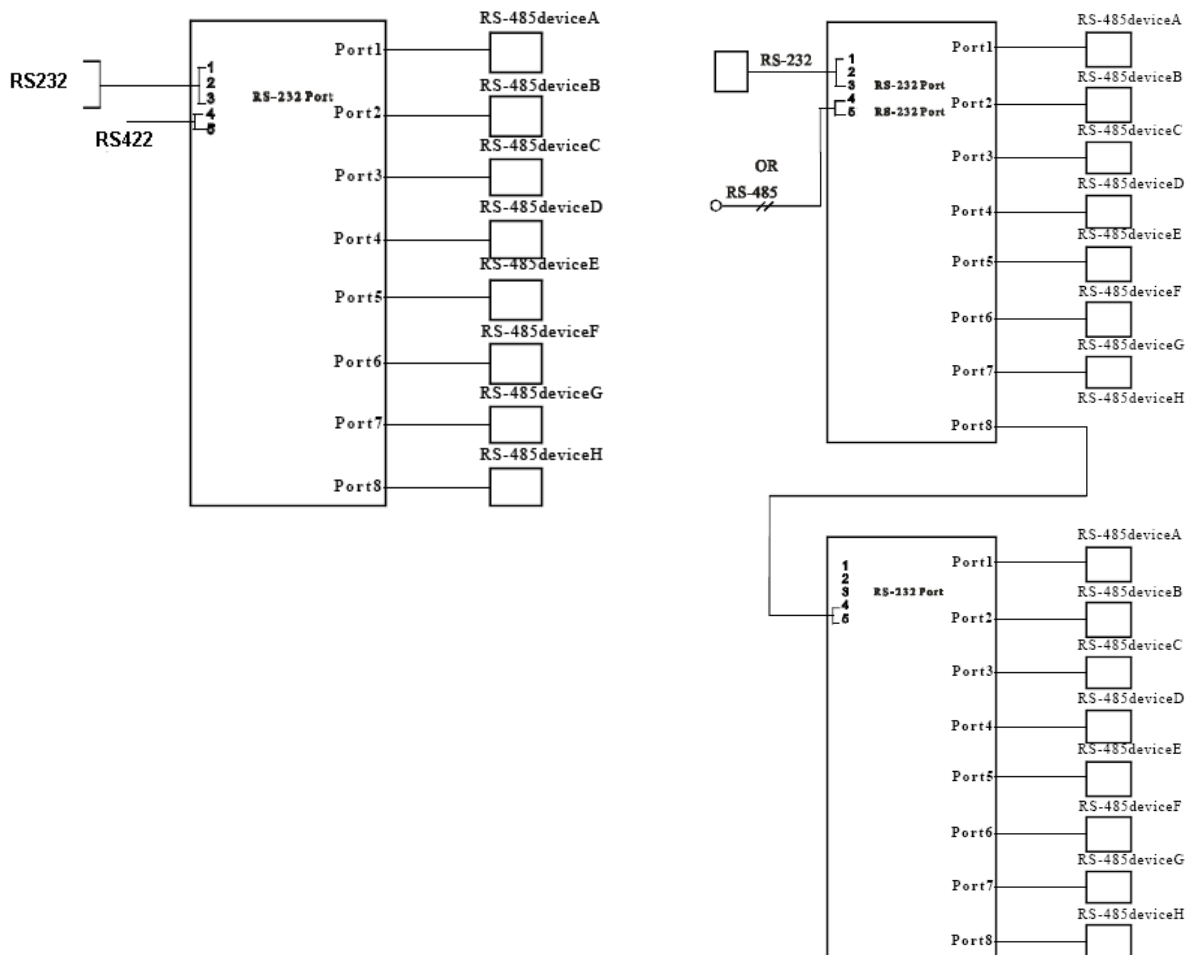 RS-485deviceA
Port1
RS232
1
2
3
4
5
RS-232 Port
RS422
RS-485deviceB
Port2
RS-485deviceC
Port3
RS-485deviceD
Port4
RS-485deviceE
Port5
RS-485deviceF
Port6
RS-485deviceG
Port7
RS-485deviceH
Port8
RS-485deviceA
Port1
RS-232
1
2
3
4
5
RS-232 Port
RS-232 Port
OR
RS-485
RS-485deviceB
Port2
RS-485deviceC
Port3
RS-485deviceD
Port4
RS-485deviceE
Port5
RS-485deviceF
Port6
RS-485deviceG
Port7
RS-485deviceH
Port8
RS-485deviceA
Port1
1
2
3
4
5
RS-232 Port
RS-485deviceB
Port2
RS-485deviceC
Port3
RS-485deviceD
Port4
RS-485deviceE
Port5
RS-485deviceF
Port6
RS-485deviceG
Port7
RS-485deviceH
Port8